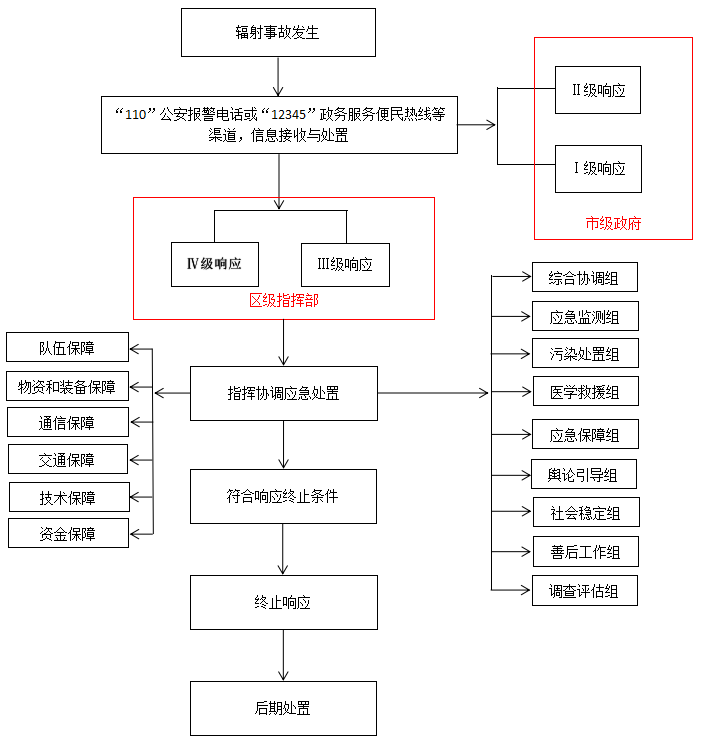 辐射事故发生
“110”公安报警电话或“12345”政务服务便民热线等
渠道，信息接收与处置
Ⅱ级响应
Ⅰ级响应
市级政府
Ⅳ级响应
Ⅲ级响应
区级指挥部
队伍保障
物资和装备保障
通信保障
交通保障
技术保障
资金保障
指挥协调应急处置
综合协调组
应急监测组
污染处置组
医学救援组
应急保障组
舆论引导组
社会稳定组
善后工作组
调查评估组
符合响应终止条件
终止响应
后期处置